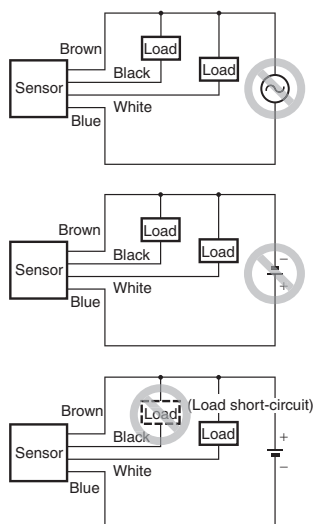 Brown
Load
Black
Load
Sensor
White
Blue
Brown
Load
Black
Load
−
Sensor
White
+
Blue
Brown
Load
(Load short-circuit)
Black
Load
+
Sensor
White
−
Blue